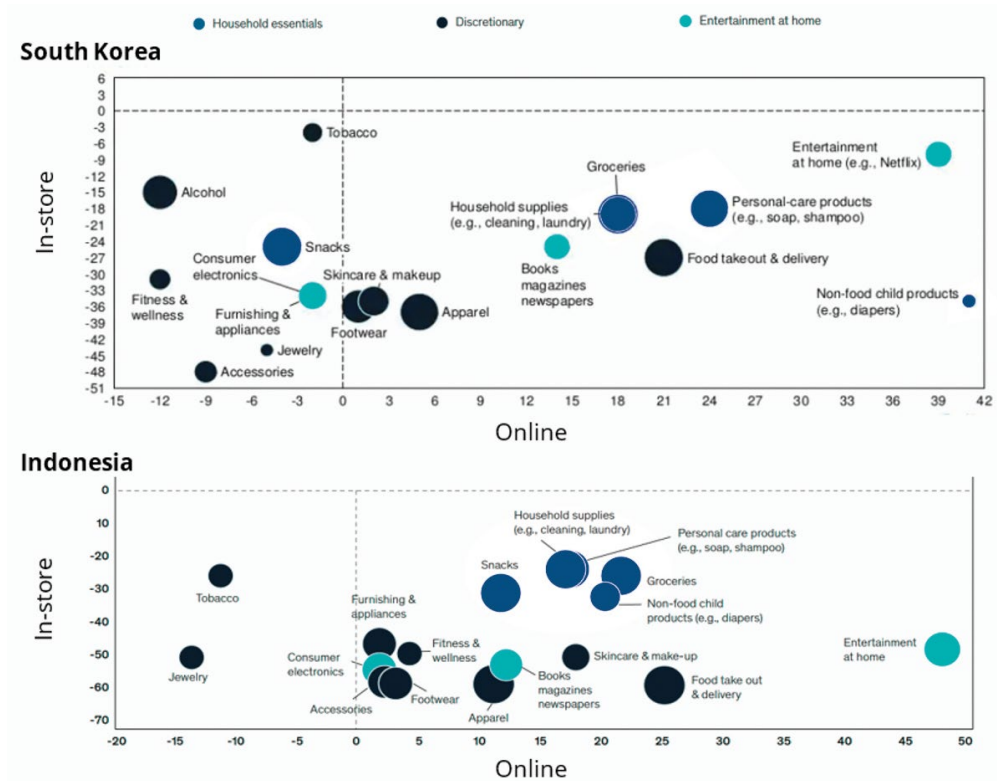 Household essentials
Discretionary
Entertainment at home
South Korea
6
3
0
-3
-6
-9
-12
-15
-18
-21
-24
-27
-30
-33
-36
-39
-42
-45
-48
-51
In-store
Tobacco
Alcohol
Snacks
Consumer
electronics
Skincare & makeup
Fitness &
wellness
Furnishing &
appliances
Footwear
Apparel
Jewelry
Accessories
Groceries
Household supplies
(e.g., cleaning, laundry)
Books
magazines
newspapers
Entertainment
at home (e.g., Netflix)
Personal-care products
(e.g., soap, shampoo)
Food takeout & delivery
Non-food child products
(e.g., diapers)
-15 -12 -9 -6 -3 0 3 6 9 12 15 18 21 24 27 30 33 36 39 42
Online
Indonesia
0
10
-20
-30
-40
-50
-60
-70
In-store
Tobacco
Jewelry
Furnishing &
appliances
Consumer
electronics
Fitness &
wellness
Accessories
Footwear
Household supplies
(e.g., cleaning, laundry)
Personal care products
(e.g., soap, shampoo)
Snacks
Groceries
Non-food child
products (e.g., diapers)
Skincare & make-up
Books
magazines
newspapers
Apparel
Food take out
& delivery
Entertainment
at home
-20 -15 -10 -5 0 5 10 15 20 25 30 35 40 45 50
Online